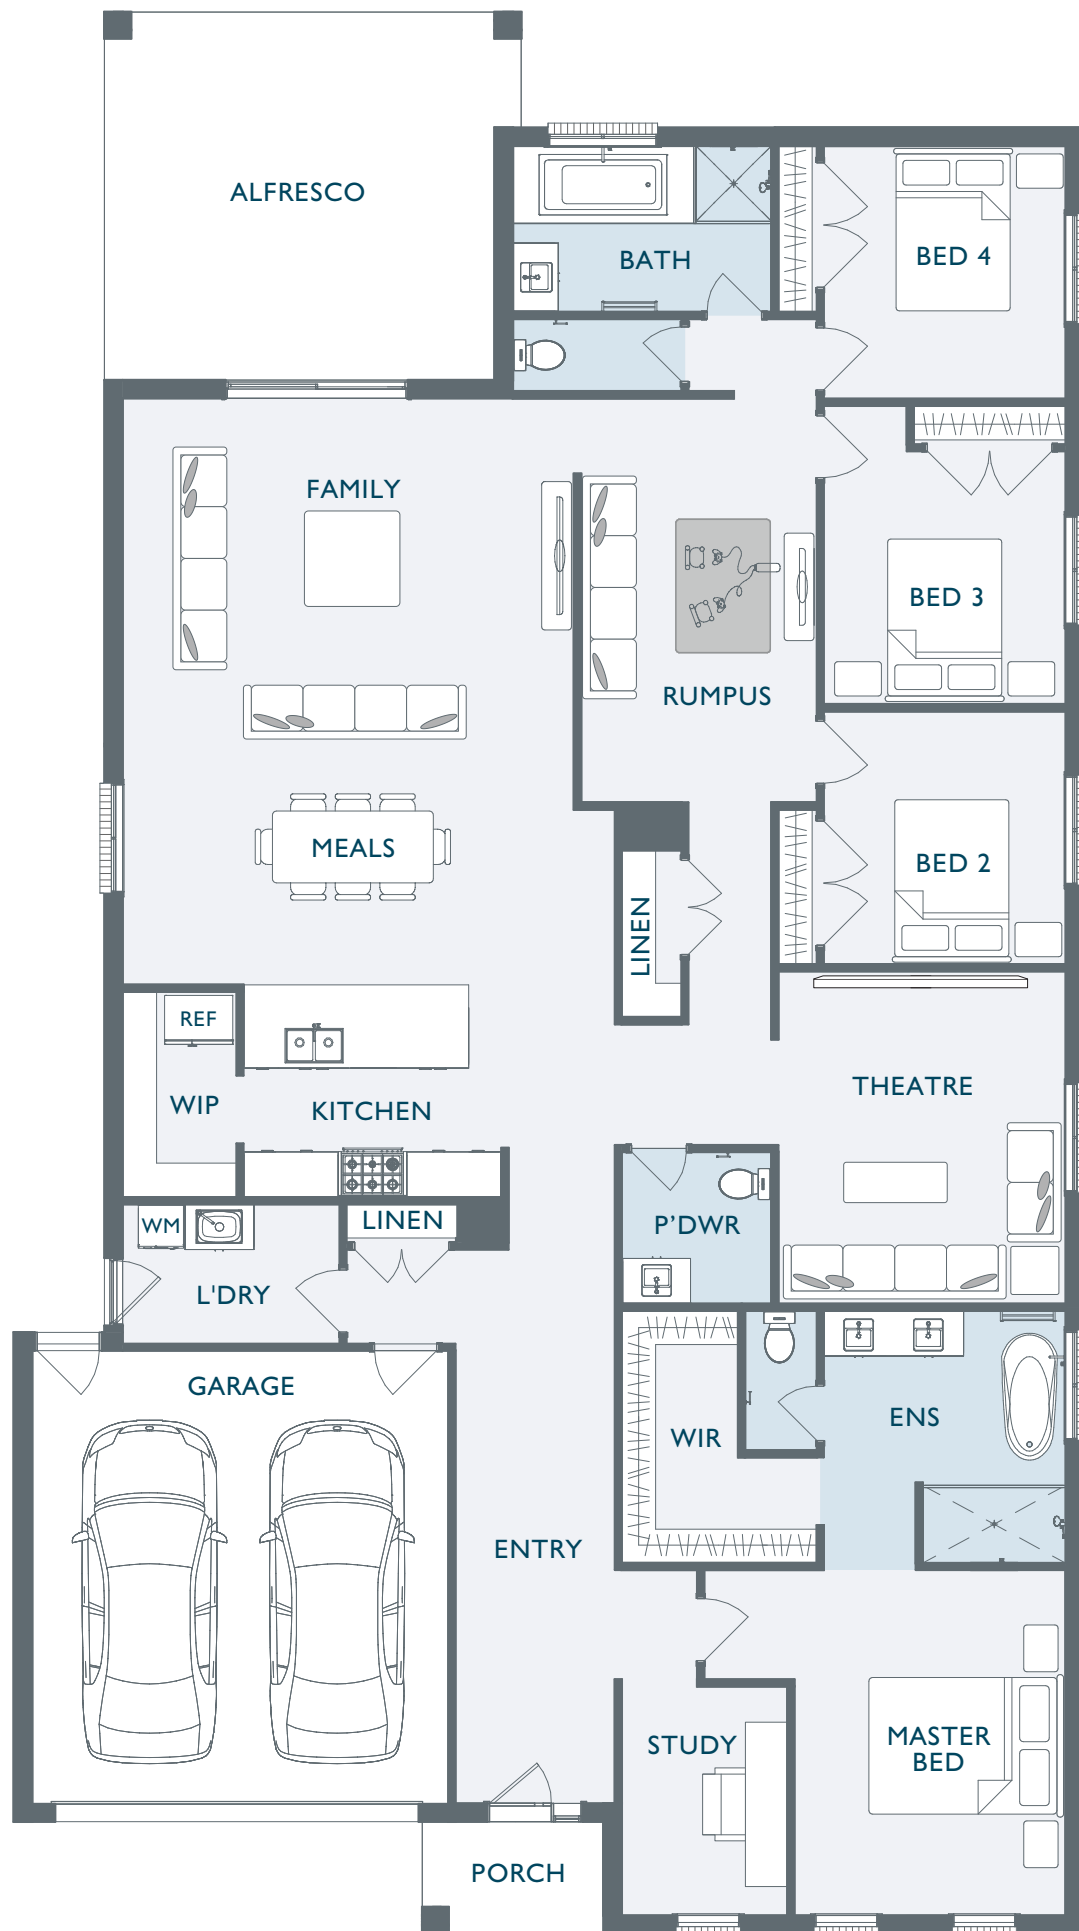 ALFRESCO
BATH
BED 4
FAMILY
BED 3
RUMPUS
MEALS
BED 2
LINEN
REF
WIP
KITCHEN
THEATRE
WM
LINEN
P'DWR
L'DRY
GARAGE
WIR
ENS
ENTRY
STUDY
MASTER
BED
PORCH